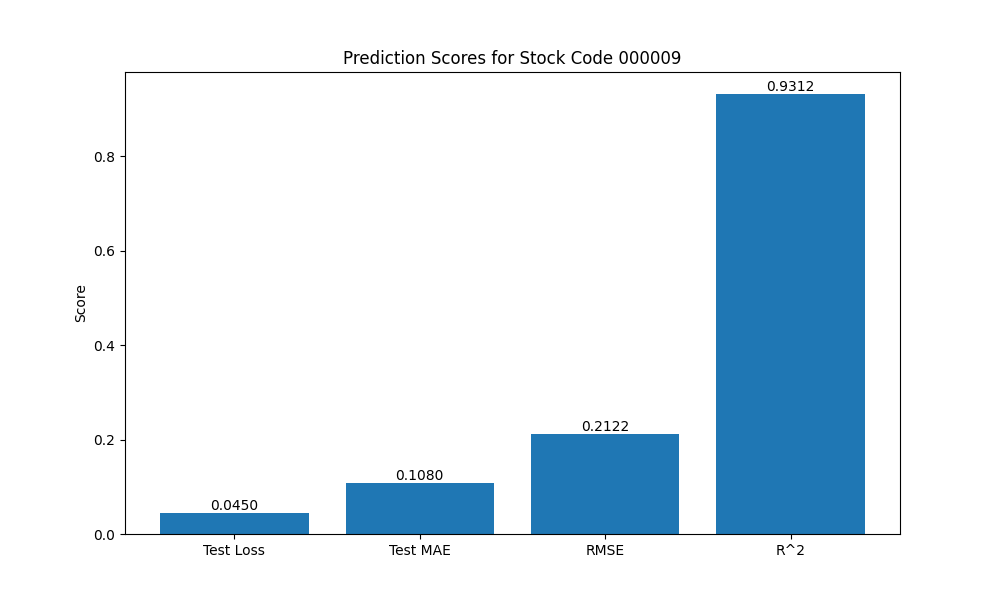 Prediction Scores for Stock Code 000009
0.9312
0.8
0.6
Score
0.4
0.2122
0.2
0.1080
0.0450
0.0
Test Loss
Test MAE
RMSE
R^2